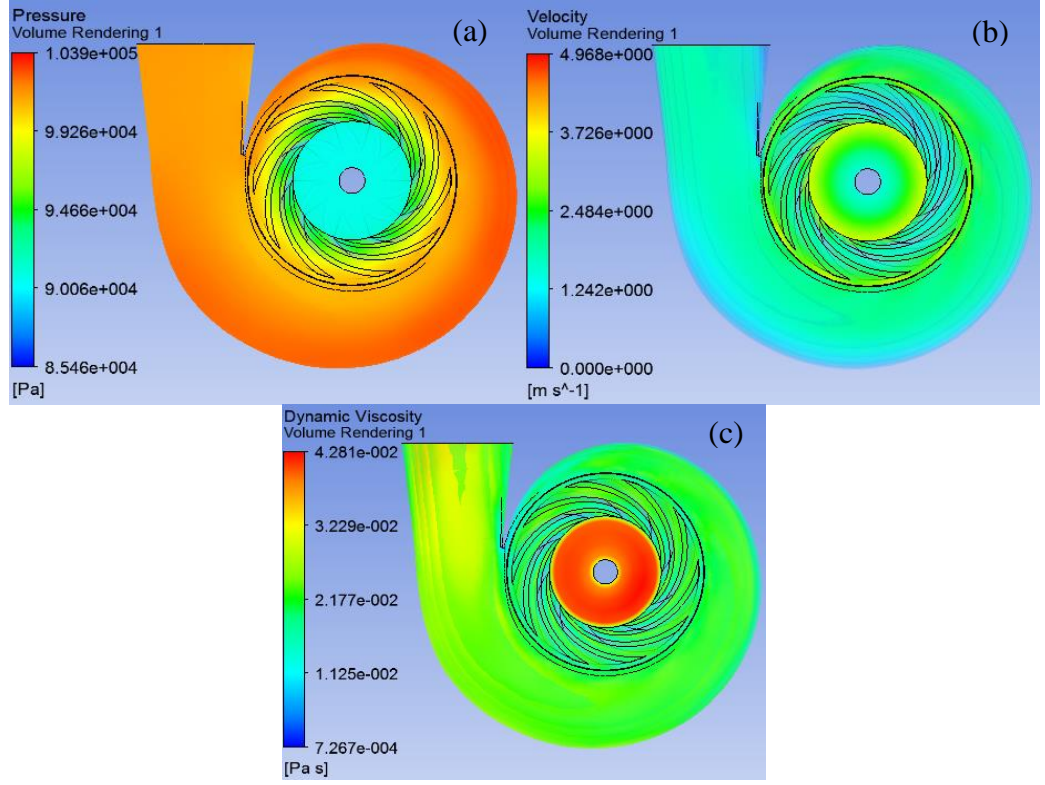 Pressure
Volume Rendering 1
(a)
1.039e+005
9.926e+004
9.466e+004
9.006e+004
8.546e+004
[Pa]
Velocity
Volume Rendering 1
(b)
4.968e+000
3.726e+000
2.484e+000
1.242e+000
0.000e+000
[m s^-1]
Dynamic Viscosity
Volume Rendering 1
(c)
4.281e-002
3.229e-002
2.177e-002
1.125e-002
7.267e-004
[Pa s]